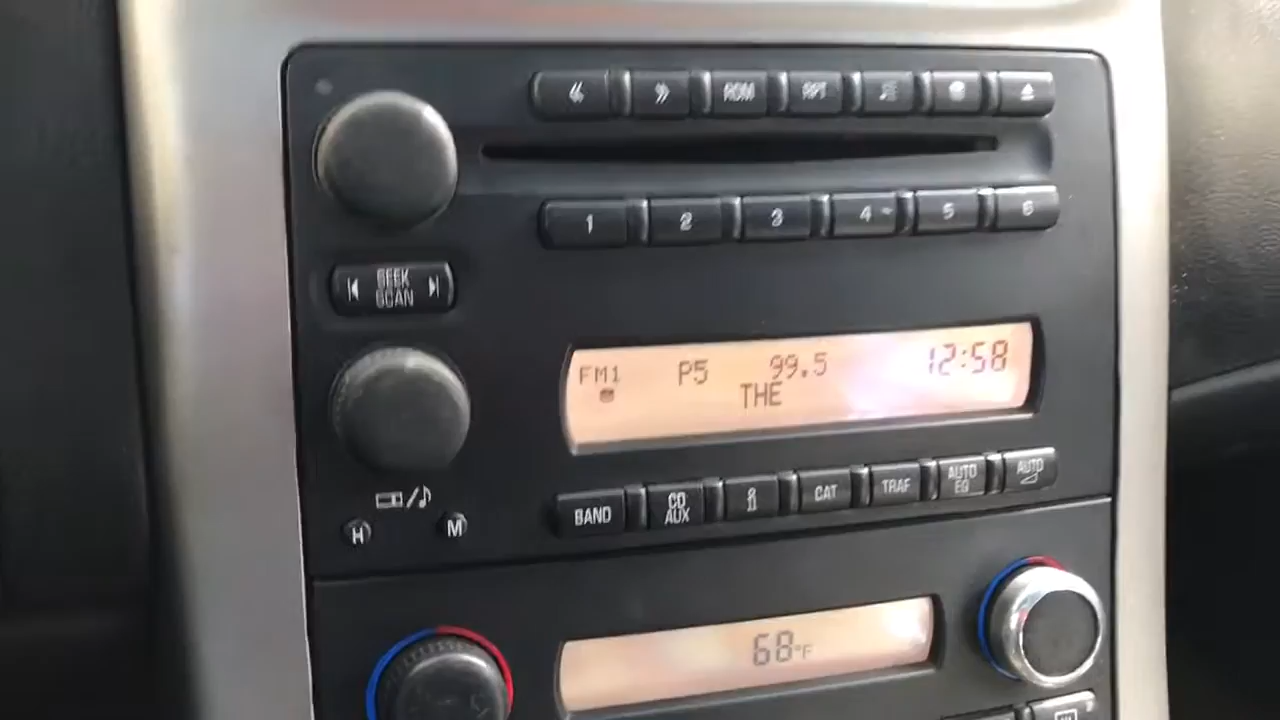 RDM RPT
1 2 3 4 5 6
SEEK
SCAN
FM1 P5 99.5 12:58
THE
BAND CD AUX i CAT TRAF AUTO EQ AUTO
H M
68°F